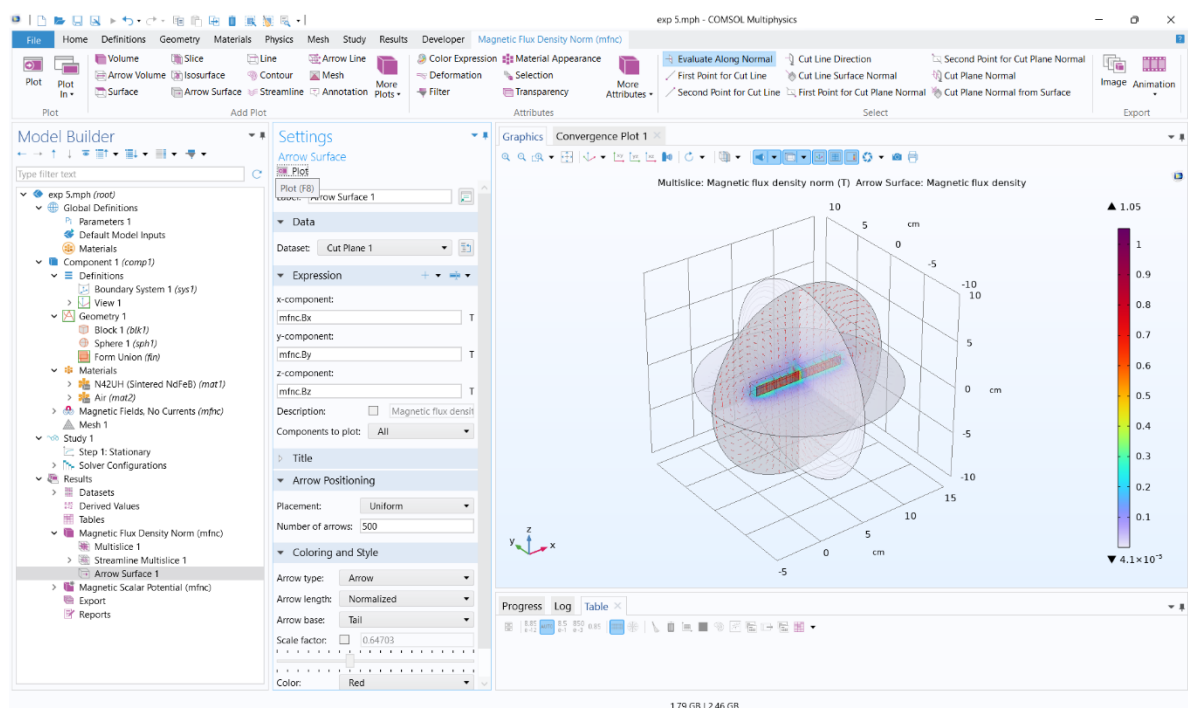 exp 5.mph - COMSOL Multiphysics
File Home Definitions Geometry Materials Physics Mesh Study Results Developer Magnetic Flux Density Norm (mfnc)
Plot
Plot In
Plot
Volume Slice Line Arrow Line
Arrow Volume Isosurface Contour Mesh
Surface Arrow Surface Streamline Annotation
More Plots
Add Plot
Color Expression Material Appearance
Deformation Selection
Filter Transparency
More Attributes
Attributes
Evaluate Along Normal Cut Line Direction Second Point for Cut Plane Normal
First Point for Cut Line Cut Line Surface Normal Cut Plane Normal
Second Point for Cut Line First Point for Cut Plane Normal Cut Plane Normal from Surface
Select
Image Animation
Export
Model Builder
Type filter text
exp 5.mph (root)
Global Definitions
Parameters 1
Default Model Inputs
Materials
Component 1 (comp1)
Definitions
Boundary System 1 (sys1)
View 1
Geometry 1
Block 1 (blk1)
Sphere 1 (sph1)
Form Union (fin)
Materials
N42UH (Sintered NdFeB) (mat1)
Air (mat2)
Magnetic Fields, No Currents (mfnc)
Mesh 1
Study 1
Step 1: Stationary
Solver Configurations
Results
Datasets
Derived Values
Tables
Magnetic Flux Density Norm (mfnc)
Multislice 1
Streamline Multislice 1
Arrow Surface 1
Magnetic Scalar Potential (mfnc)
Export
Reports
Settings
Arrow Surface
Plot
Plot (F8)
Arrow Surface 1
Data
Dataset: Cut Plane 1
Expression
x-component:
mfnc.Bx T
y-component:
mfnc.By T
z-component:
mfnc.Bz T
Description: Magnetic flux densit
Components to plot: All
Title
Arrow Positioning
Placement: Uniform
Number of arrows: 500
Coloring and Style
Arrow type: Arrow
Arrow length: Normalized
Arrow base: Tail
Scale factor: 0.64703
Color: Red
Graphics Convergence Plot 1
Multislice: Magnetic flux density norm (T) Arrow Surface: Magnetic flux density
10
5
cm
0
-5
-10
10
5
0
cm
-5
-10
15
10
5
cm
0
-5
z
y
x
▲ 1.05
1
0.9
0.8
0.7
0.6
0.5
0.4
0.3
0.2
0.1
▼ 4.1×10⁻⁵
Progress Log Table
1.79 GB | 2.46 GB